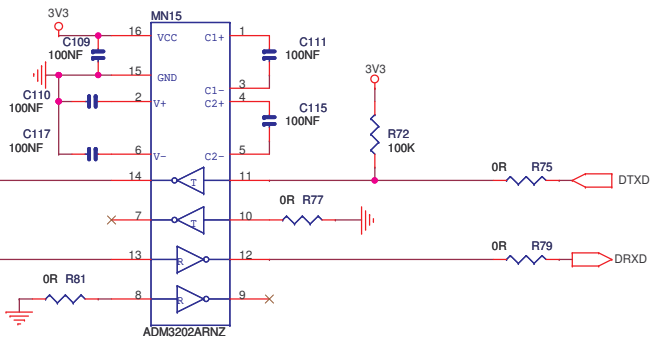 3V3
MN15
C109
100NF
16
VCC
C1+
1
C111
100NF
15
GND
C1-
3
3V3
C110
100NF
2
V+
C2+
4
C115
100NF
C117
100NF
6
V-
C2-
5
R72
100K
14
T
11
0R R75
DTXD
7
T
10
0R R77
13
R
12
0R R79
DRXD
0R R81
8
R
9
ADM3202ARNZ